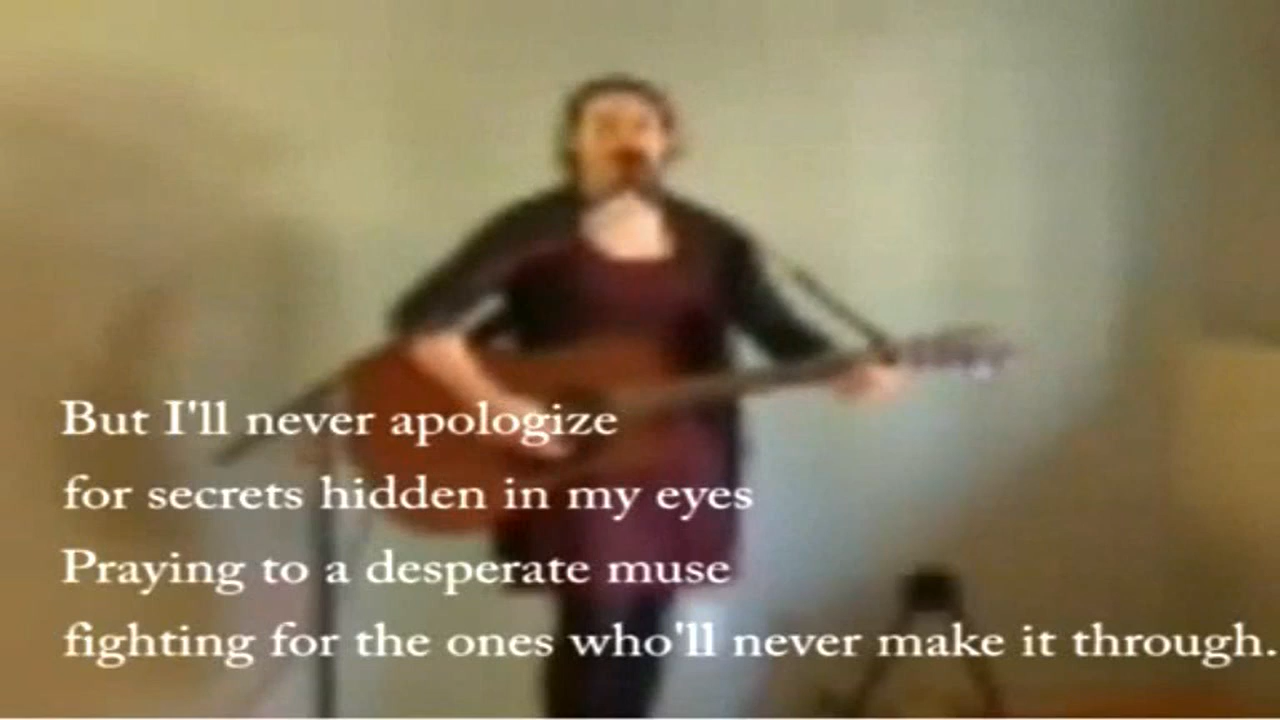 But I'll never apologize
for secrets hidden in my eyes
Praying to a desperate muse
fighting for the ones who'll never make it through.